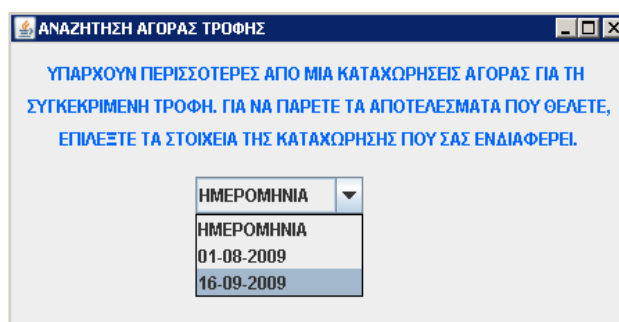 ΑΝΑΖΗΤΗΣΗ ΑΓΟΡΑΣ ΤΡΟΦΗΣ
ΥΠΑΡΧΟΥΝ ΠΕΡΙΣΣΟΤΕΡΕΣ ΑΠΟ ΜΙΑ ΚΑΤΑΧΩΡΗΣΕΙΣ ΑΓΟΡΑΣ ΓΙΑ ΤΗ
ΣΥΓΚΕΚΡΙΜΕΝΗ ΤΡΟΦΗ. ΓΙΑ ΝΑ ΠΑΡΕΤΕ ΤΑ ΑΠΟΤΕΛΕΣΜΑΤΑ ΠΟΥ ΘΕΛΕΤΕ,
ΕΠΙΛΕΞΤΕ ΤΑ ΣΤΟΙΧΕΙΑ ΤΗΣ ΚΑΤΑΧΩΡΗΣΗΣ ΠΟΥ ΣΑΣ ΕΝΔΙΑΦΕΡΕΙ.
ΗΜΕΡΟΜΗΝΙΑ
ΗΜΕΡΟΜΗΝΙΑ
01-08-2009
16-09-2009